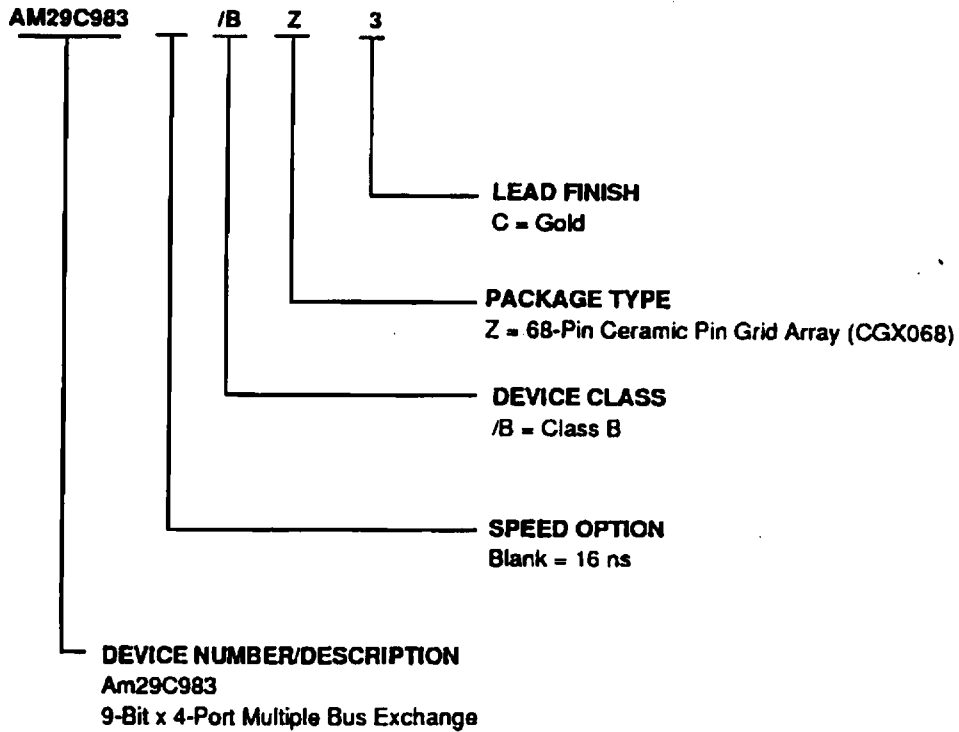 AM29C983 /B Z 3
LEAD FINISH
C = Gold
PACKAGE TYPE
Z = 68-Pin Ceramic Pin Grid Array (CGX068)
DEVICE CLASS
/B = Class B
SPEED OPTION
Blank = 16 ns
DEVICE NUMBER/DESCRIPTION
Am29C983
9-Bit x 4-Port Multiple Bus Exchange